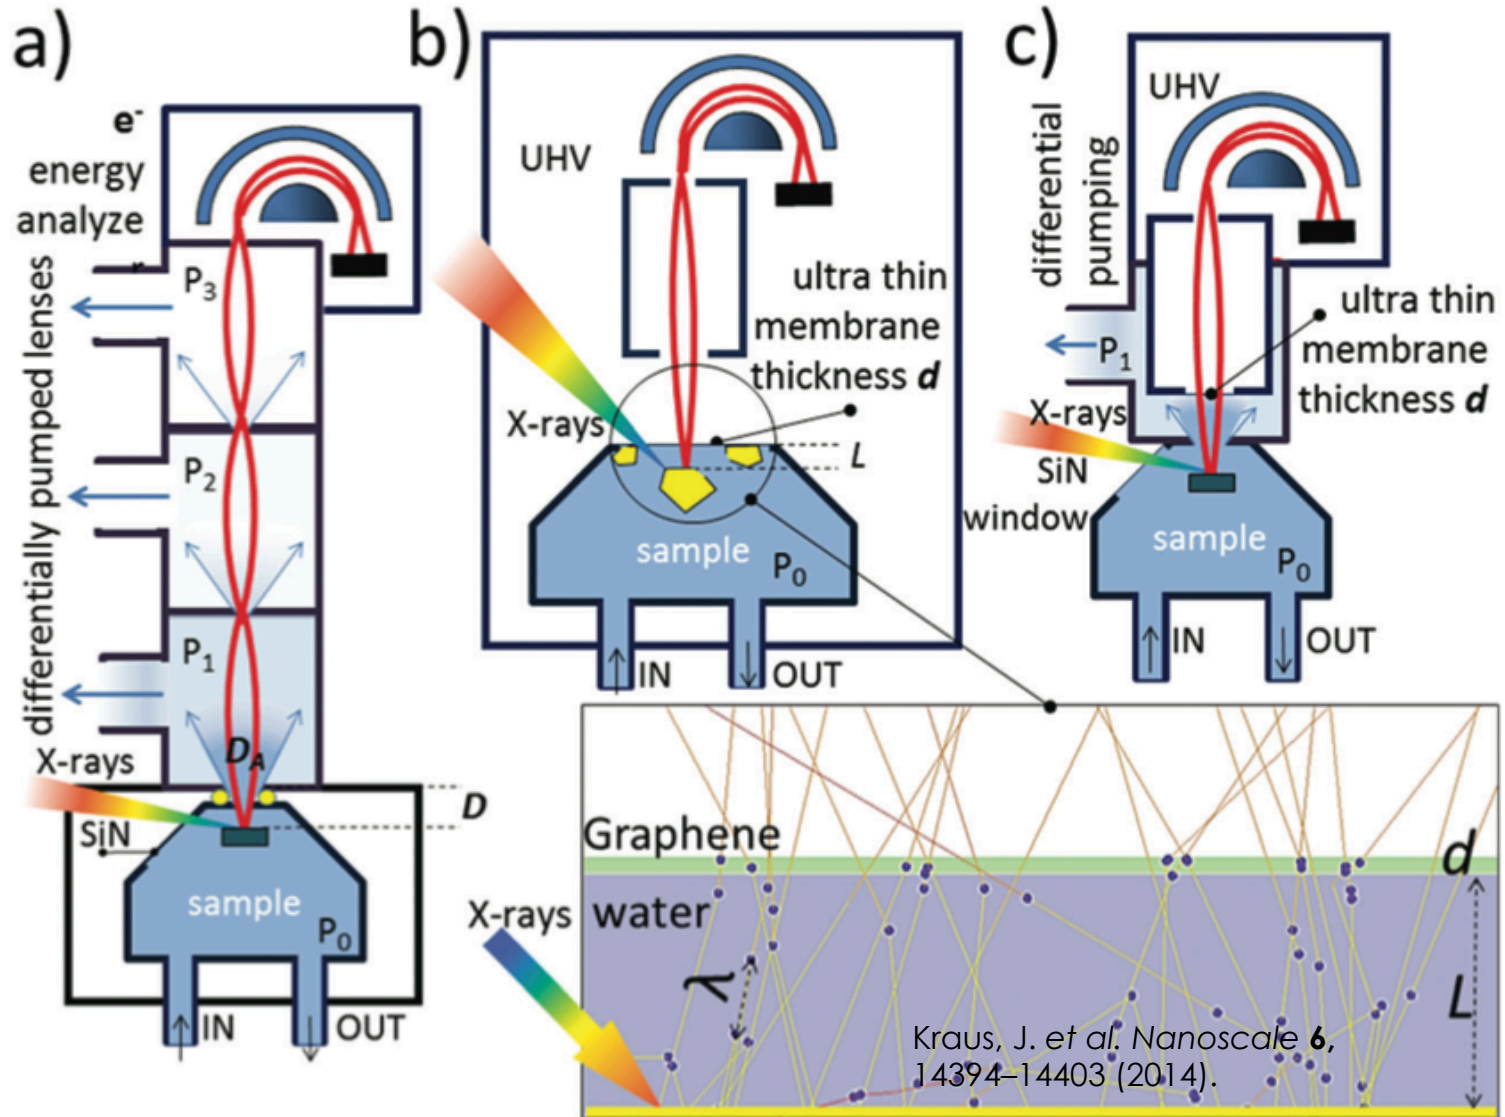 a)
e-
energy
analyze
r
differentially pumped lenses
P3
P2
P1
DA
X-rays
D
SiN
sample
P0
IN
OUT
b)
UHV
ultra thin
membrane
thickness d
X-rays
L
sample
P0
IN
OUT
c)
UHV
differential
pumping
P1
ultra thin
membrane
thickness d
X-rays
SiN
window
sample
P0
IN
OUT
Graphene
d
X-rays
water
λ
L
Kraus, J. et al. Nanoscale 6,
14394–14403 (2014).